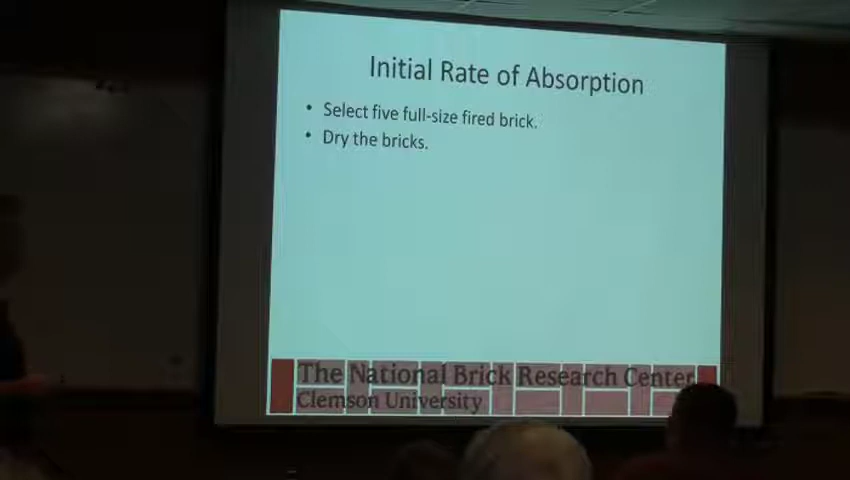 Initial Rate of Absorption
• Select five full-size fired brick.
• Dry the bricks.
The National Brick Research Center
Clemson University